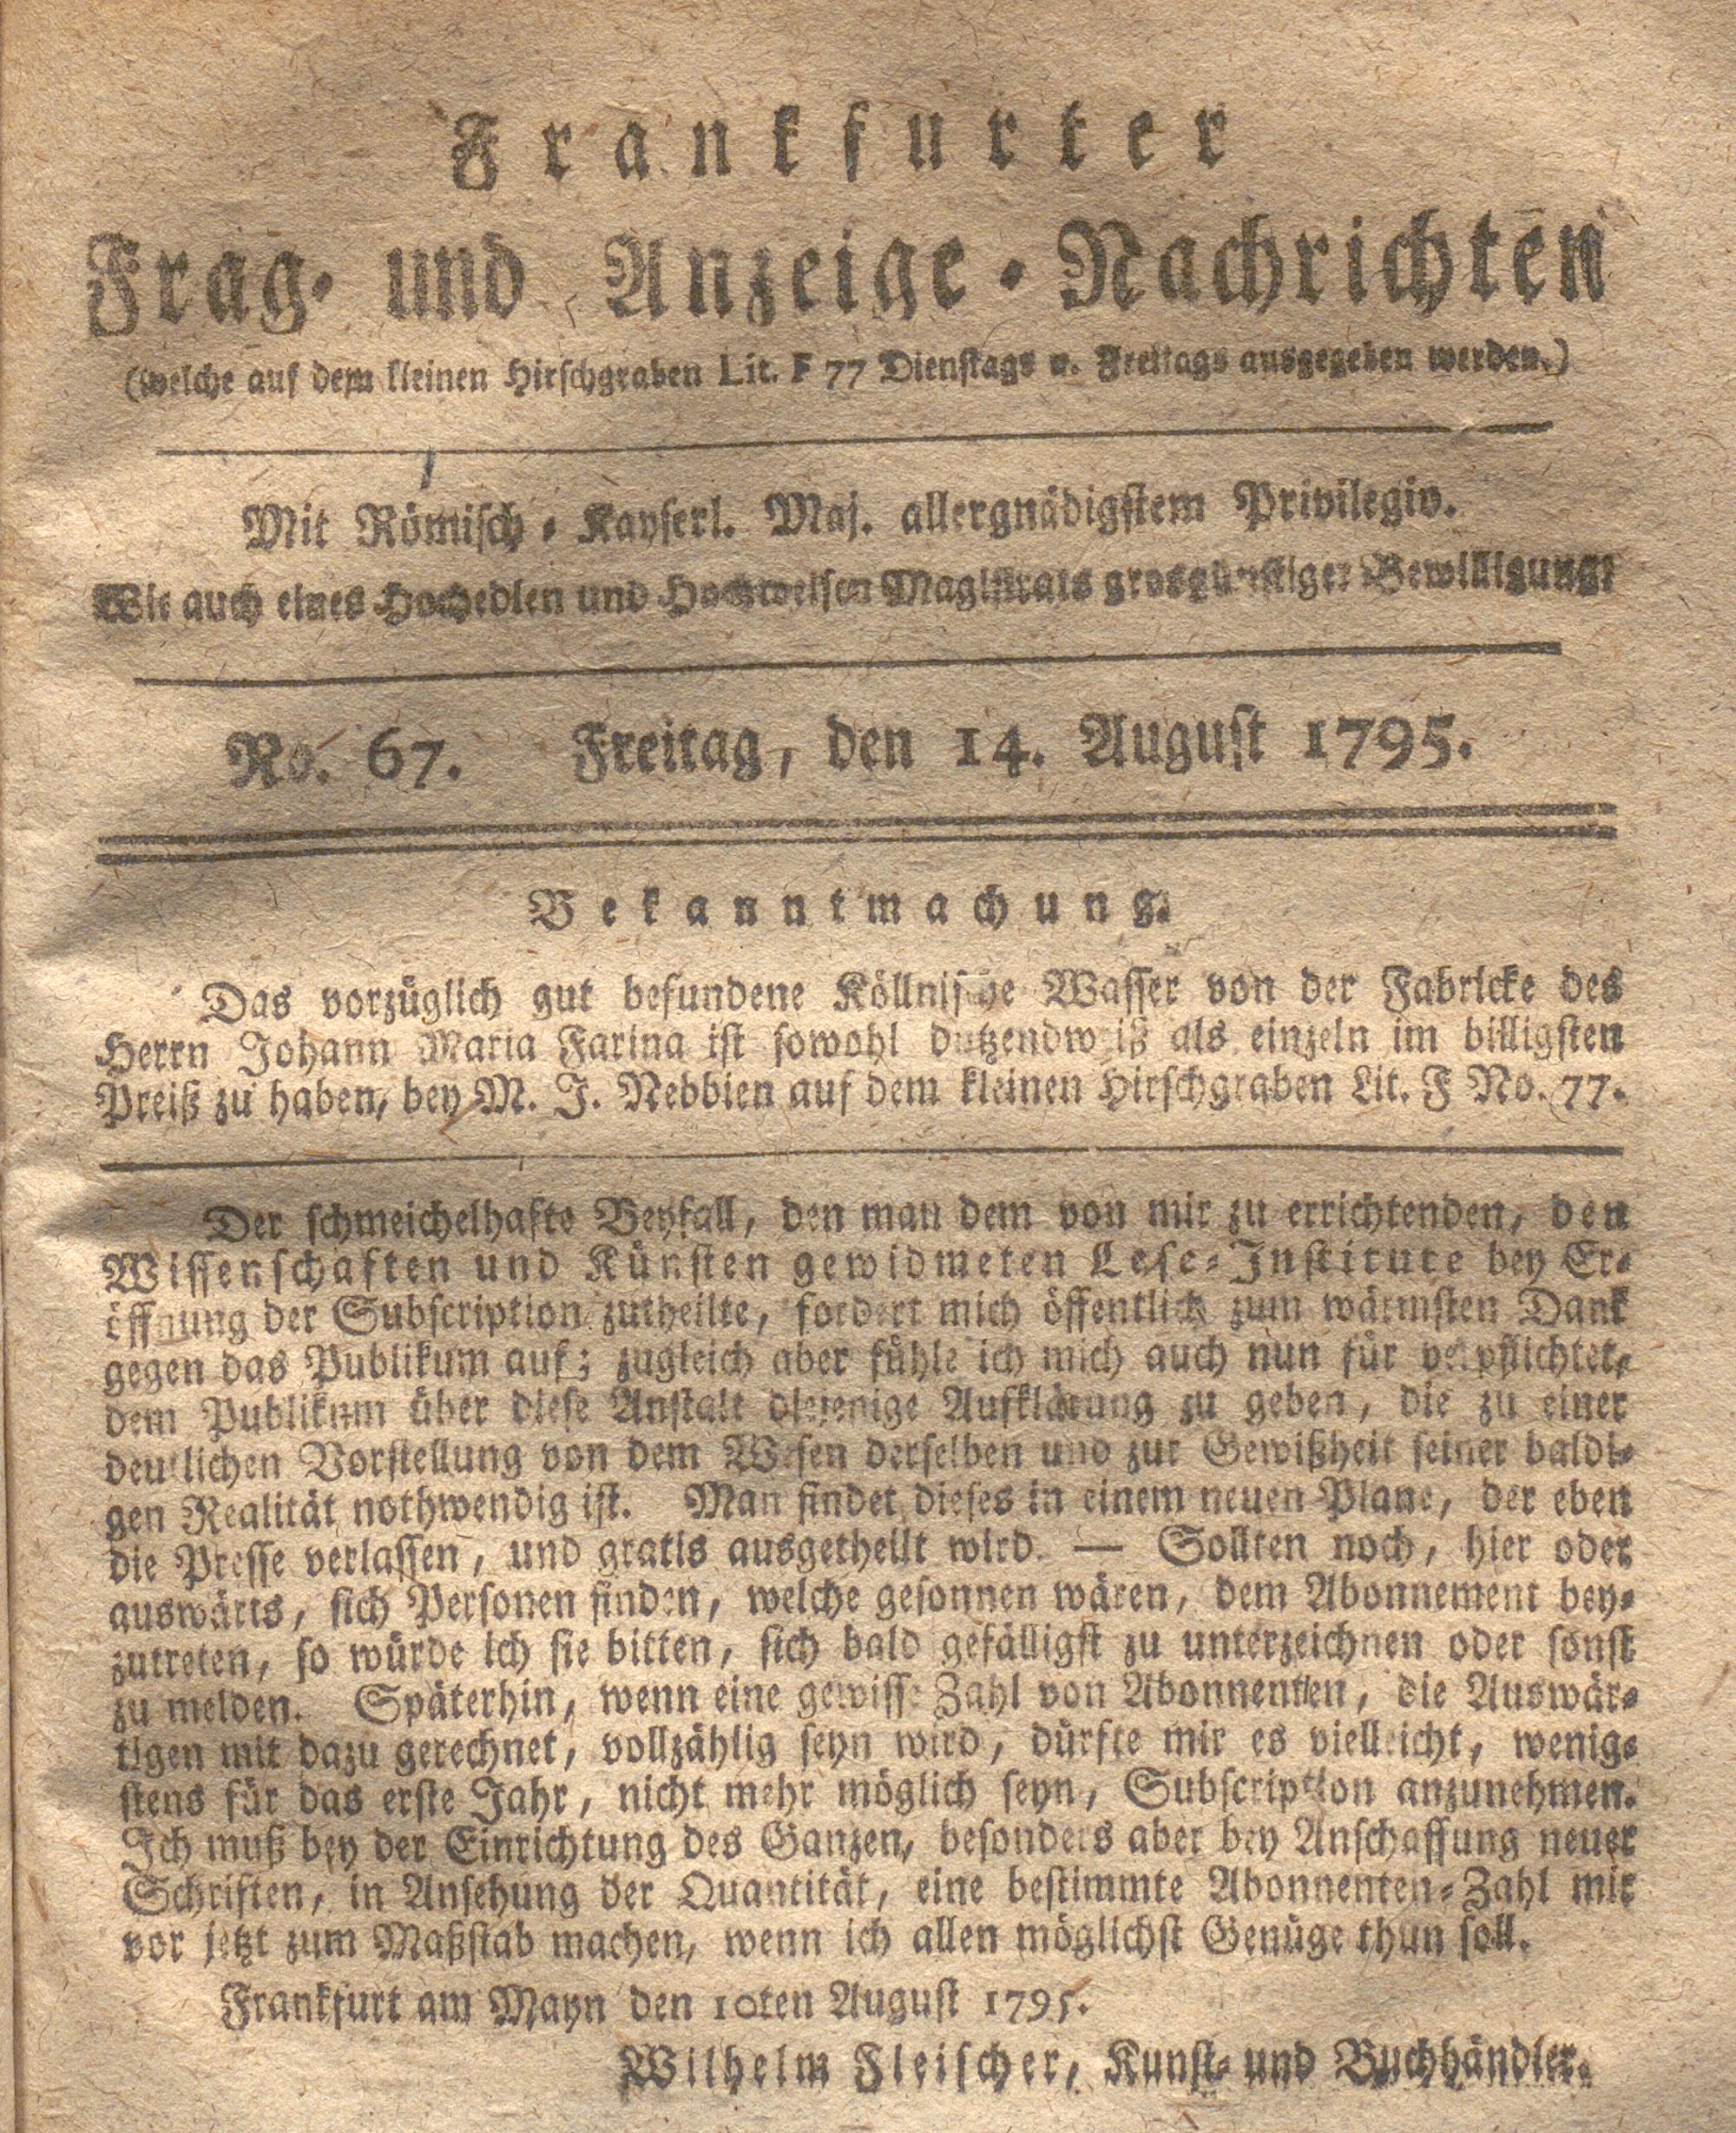 Frankfurter
Frag- und Anzeige-Nachrichten
(welche auf dem kleinen Hirschgraben Lit. F 77 Dienstags u. Freitags ausgegeben werden.)
Mit Römisch-Kayserl. Maj. allergnädigstem Privilegio.
Wie auch eines Hochedlen und Hochweisen Magistrats grosgünstiger Bewilligung.
No. 67. Freitag, den 14. August 1795.
Bekanntmachung.
Das vorzüglich gut befundene Köllnische Wasser von der Fabricke des
Herrn Johann Maria Farina ist sowohl dutzendweiß als einzeln im billigsten
Preiß zu haben, bey M. J. Nebbien auf dem kleinen Hirschgraben Lit. F No. 77.
Der schmeichelhafte Beyfall, den man dem von mir zu errichtenden, den
Wissenschaften und Künsten gewidmeten Lese-Institute bey Er-
öffnung der Subscription zutheilte, fordert mich öffentlich zum wärmsten Dank
gegen das Publikum auf; zugleich aber fühle ich mich auch nun für verpflichtet,
dem Publikum über diese Anstalt diejenige Aufklärung zu geben, die zu einer
deutlichen Vorstellung von dem Wesen derselben und zur Gewißheit seiner baldi-
gen Realität nothwendig ist. Man findet dieses in einem neuen Plane, der eben
die Presse verlassen, und gratis ausgetheilt wird. — Sollten noch, hier oder
auswärts, sich Personen finden, welche gesonnen wären, dem Abonnement bey-
zutreten, so würde ich sie bitten, sich bald gefälligst zu unterzeichnen oder sonst
zu melden. Späterhin, wenn eine gewisse Zahl von Abonnenten, die Auswär-
tigen mit dazu gerechnet, vollzählig seyn wird, dürfte mir es vielleicht, wenig-
stens für das erste Jahr, nicht mehr möglich seyn, Subscription anzunehmen.
Ich muß bey der Einrichtung des Ganzen, besonders aber bey Anschaffung neuer
Schriften, in Ansehung der Quantität, eine bestimmte Abonnenten-Zahl mir
vor jetzt zum Maßstab machen, wenn ich allen möglichst Genüge thun soll.
Frankfurt am Mayn den 10ten August 1795.
Wilhelm Fleischer, Kunst- und Buchhändler.